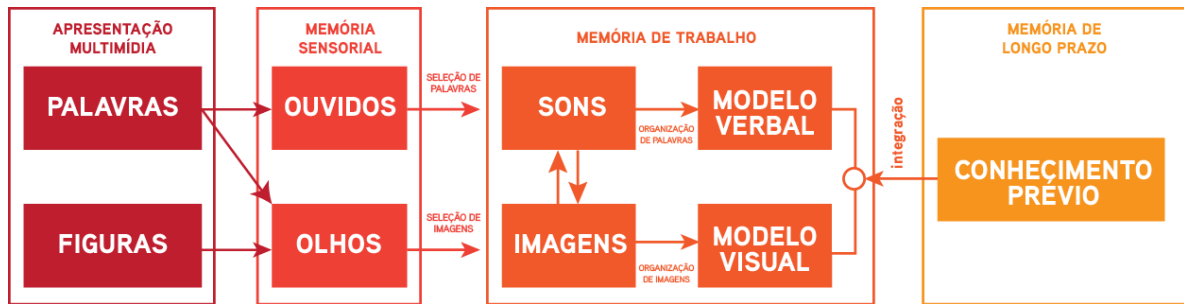 APRESENTAÇÃO
MULTIMÍDIA
PALAVRAS
FIGURAS
MEMÓRIA
SENSORIAL
OUVIDOS
OLHOS
SELEÇÃO DE
PALAVRAS
SELEÇÃO DE
IMAGENS
MEMÓRIA DE TRABALHO
SONS
IMAGENS
ORGANIZAÇÃO
DE PALAVRAS
ORGANIZAÇÃO
DE IMAGENS
MODELO
VERBAL
MODELO
VISUAL
integração
MEMÓRIA DE
LONGO PRAZO
CONHEÇIMENTO
PRÉVIO